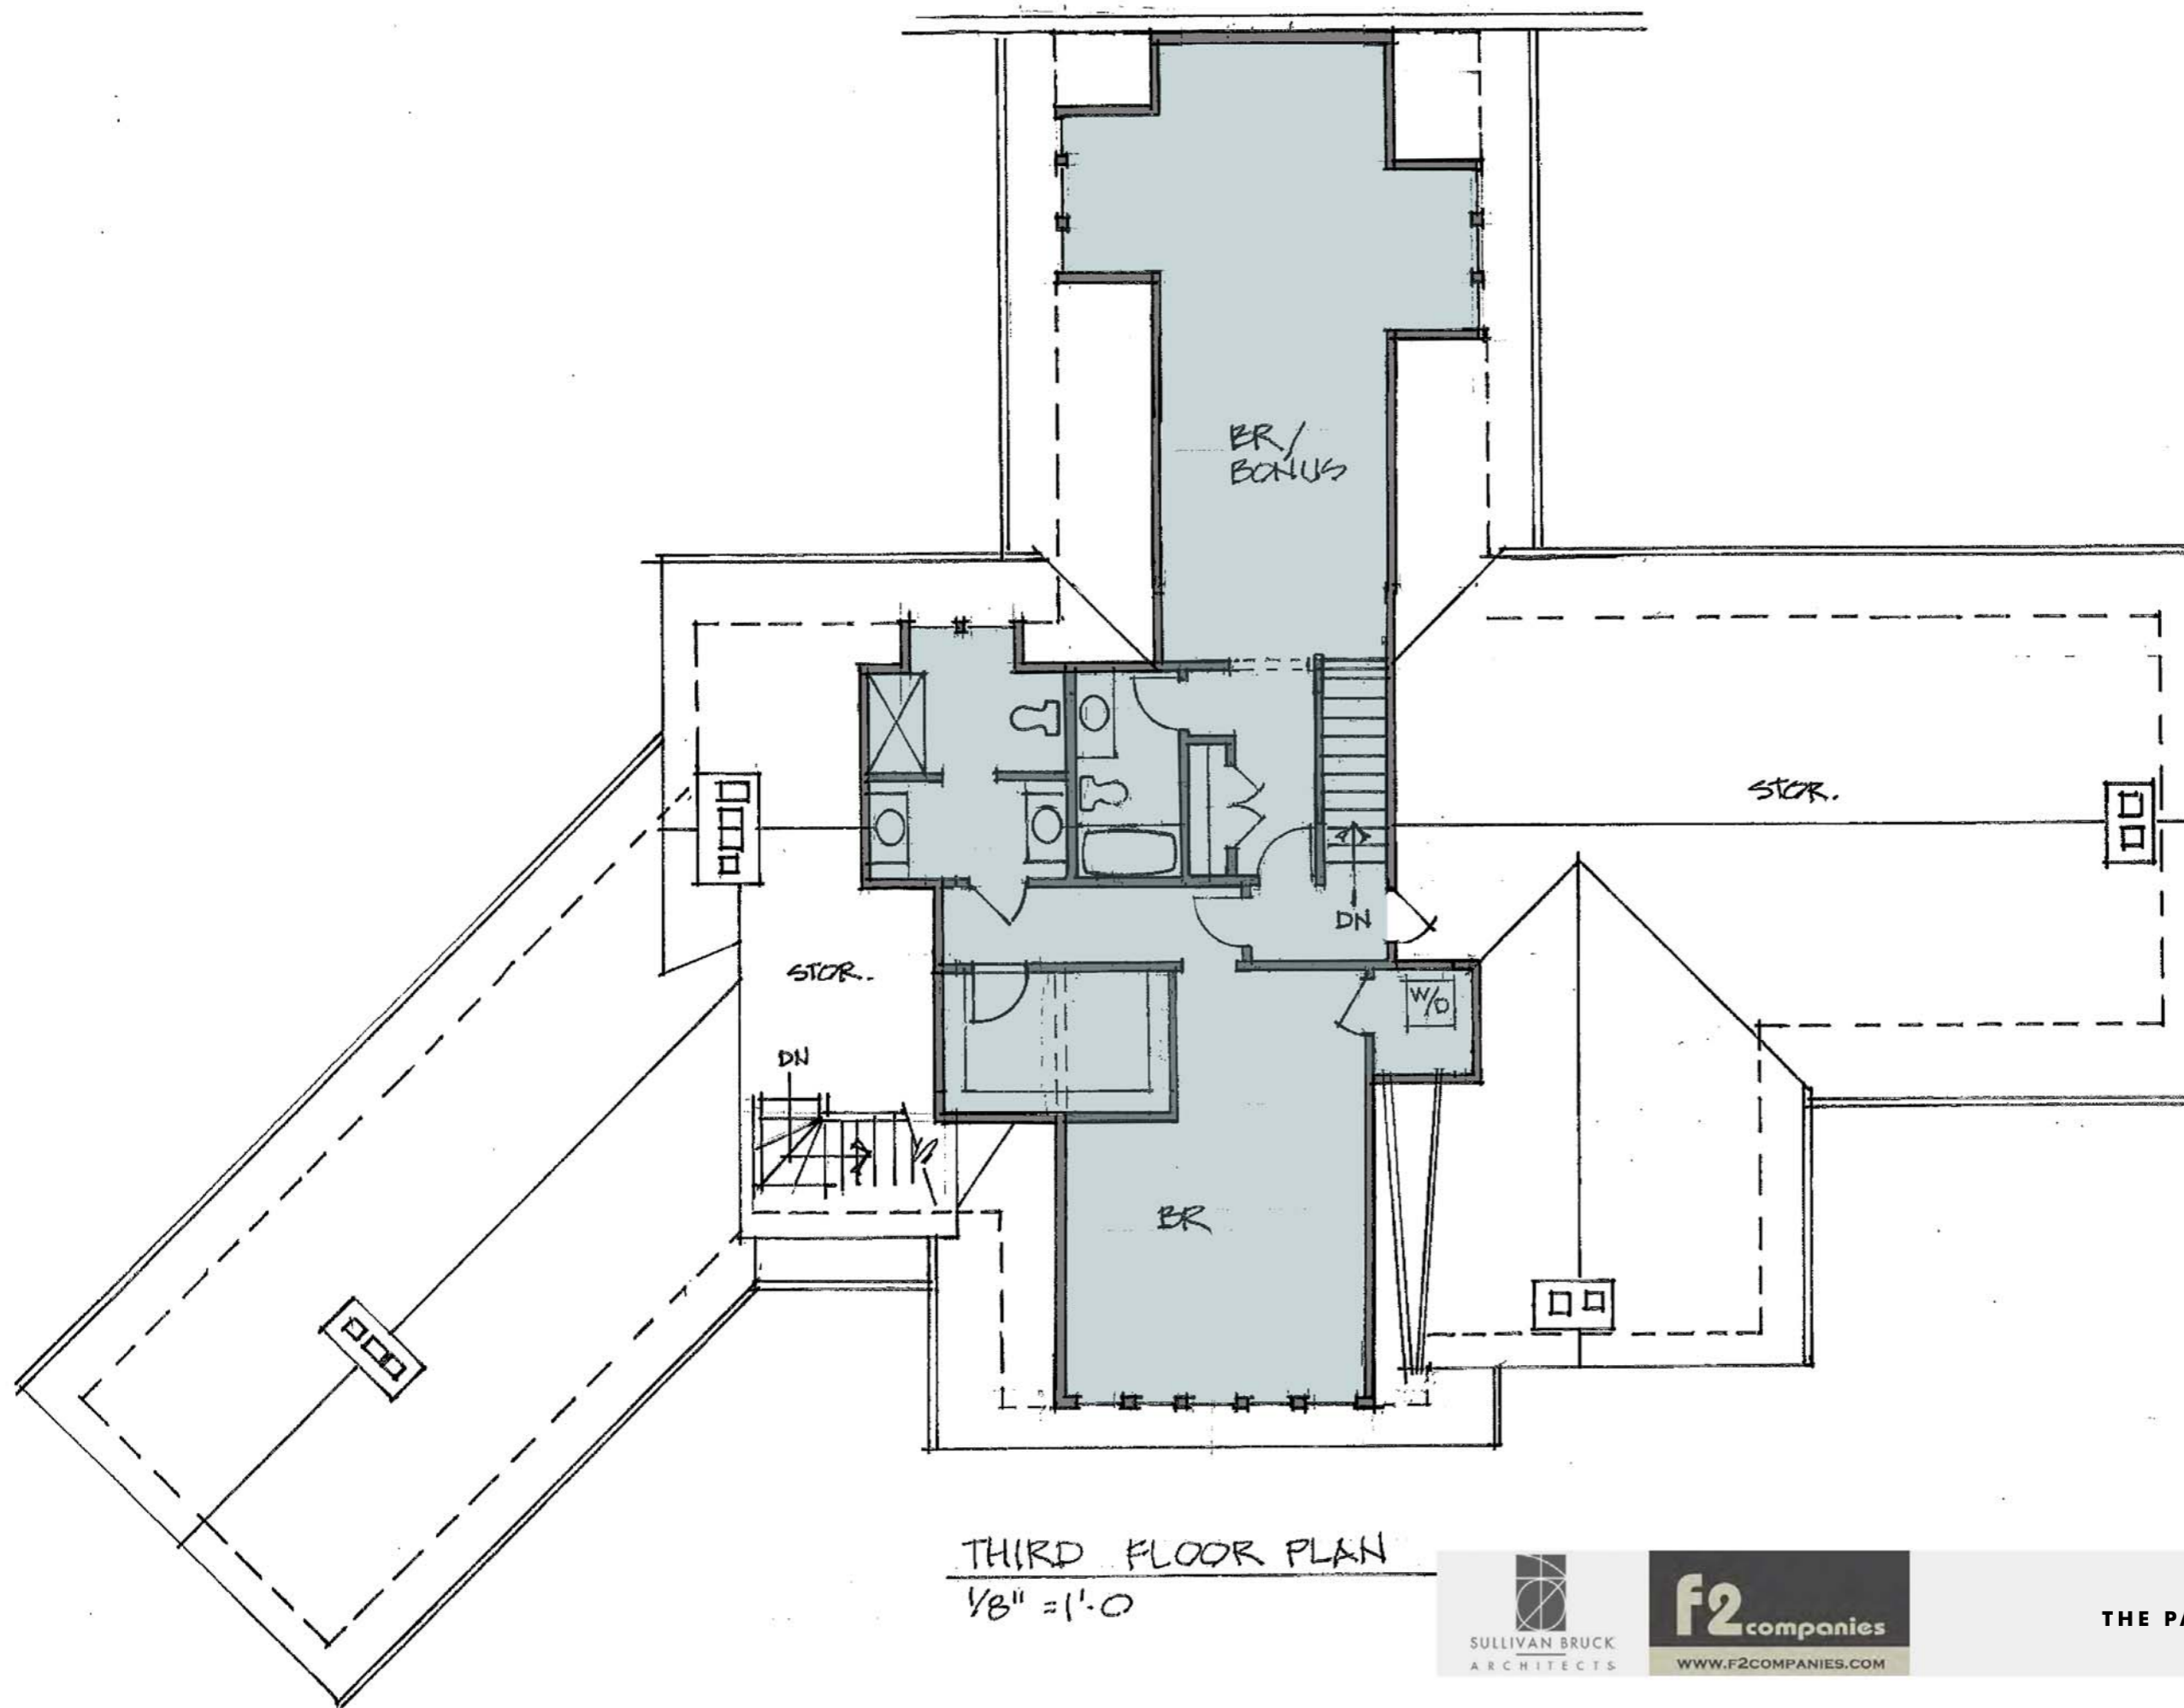 BR/
BONUS
STOR.
DN
STOR.
W/D
DN
BR
THIRD FLOOR PLAN
1/8" = 1'-0
SULLIVAN BRUCK
ARCHITECTS
f2 companies
WWW.F2COMPANIES.COM
THE PA